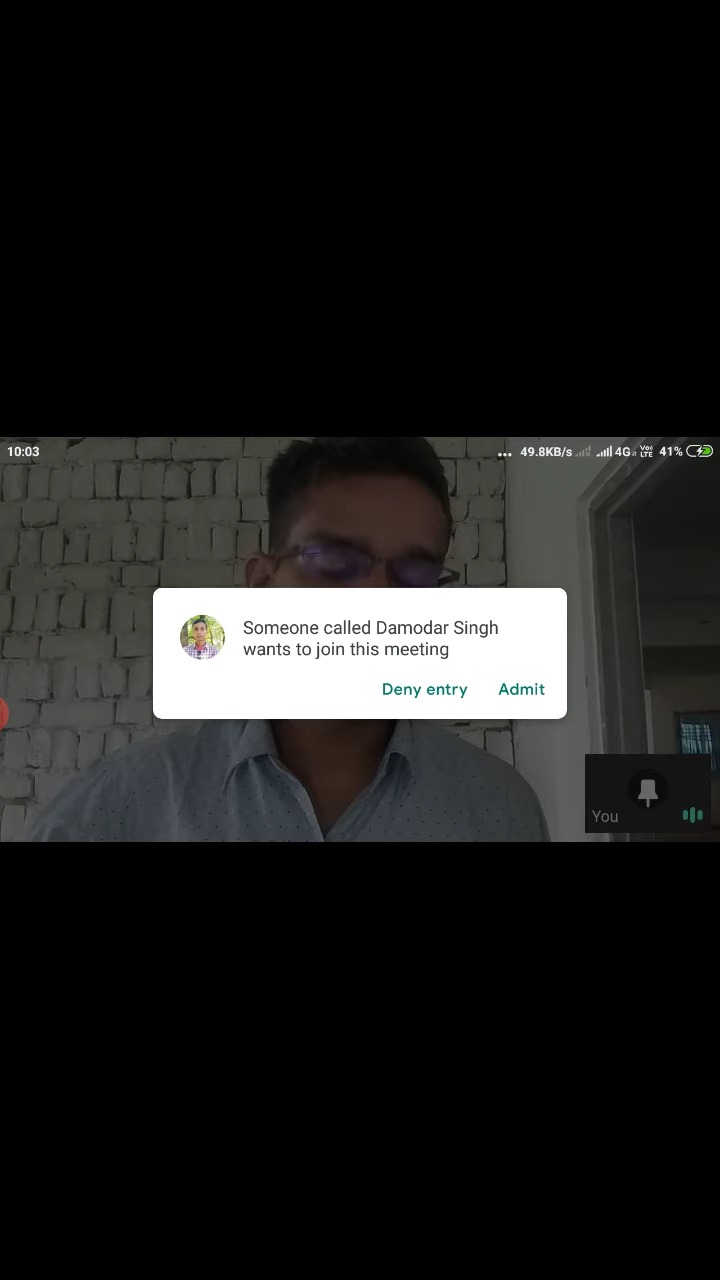 10:03
... 49.8KB/s 4G Vo LTE 41%
Someone called Damodar Singh
wants to join this meeting
Deny entry
Admit
You